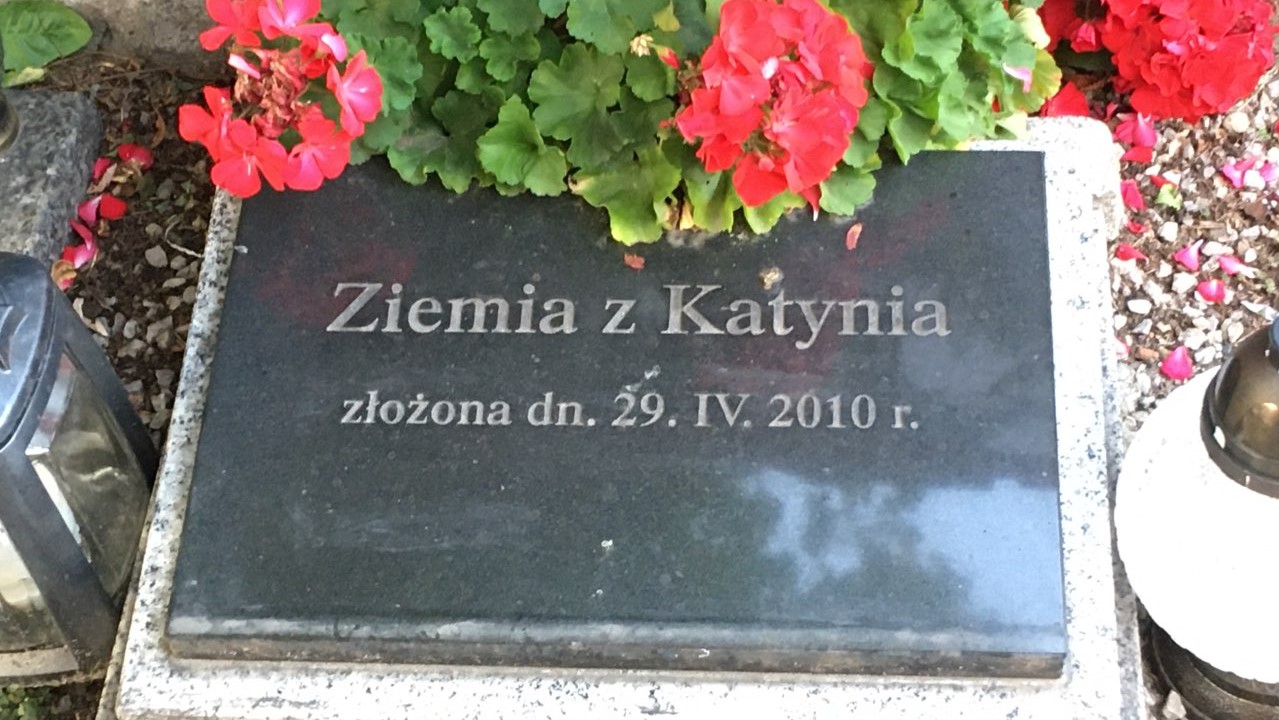 Ziemia z Katynia
złożona dn. 29. IV. 2010 r.